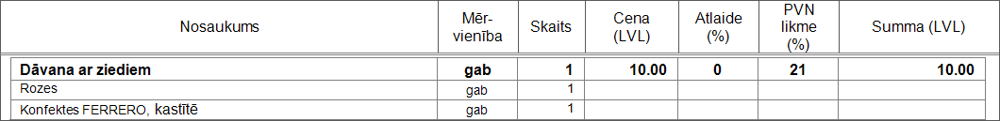 Nosaukums Mēr-vienība Skaits Cena (LVL) Atlaide (%) PVN likme (%) Summa (LVL)
Dāvana ar ziediem gab 1 10.00 0 21 10.00
Rozes gab 1
Konfektes FERRERO, kastītē gab 1